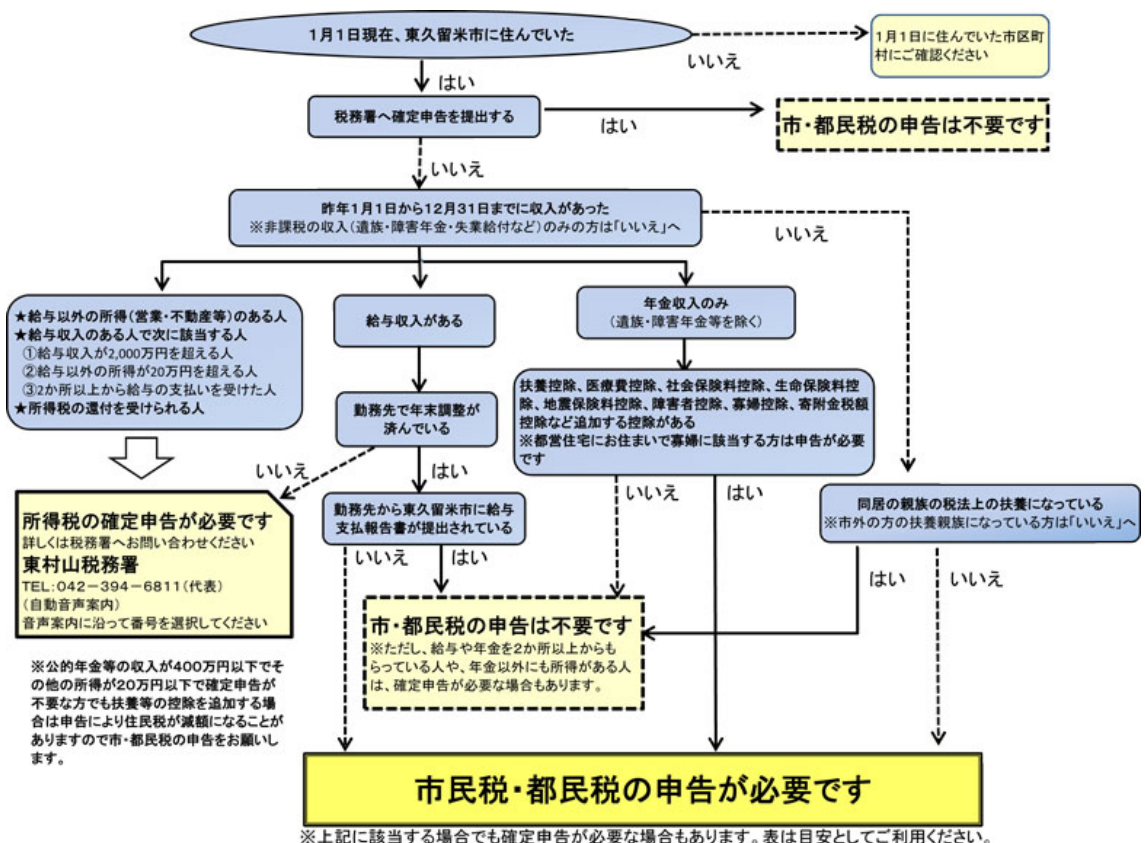 1月1日現在、東久留米市に住んでいた
いいえ
1月1日に住んでいた市区町
村にご確認ください
はい
税務署へ確定申告を提出する
はい
市・都民税の申告は不要です
いいえ
昨年1月1日から12月31日までに収入があった
※非課税の収入(遺族・障害年金・失業給付など)のみの方は「いいえ」へ
いいえ
★給与以外の所得(営業・不動産等)のある人
★給与収入のある人で次に該当する人
①給与収入が2,000万円を超える人
②給与以外の所得が20万円を超える人
③2か所以上から給与の支払いを受けた人
★所得税の還付を受けられる人
給与収入がある
年金収入のみ
(遺族・障害年金等を除く)
勤務先で年末調整が
済んでいる
扶養控除、医療費控除、社会保険料控除、生命保険料控
除、地震保険料控除、障害者控除、寡婦控除、寄附金税額
控除など追加する控除がある
※都営住宅にお住まいで寡婦に該当する方は申告が必要
です
いいえ
はい
いいえ
はい
所得税の確定申告が必要です
詳しくは税務署へお問い合わせください
東村山税務署
TEL:042-394-6811(代表)
(自動音声案内)
音声案内に沿って番号を選択してください
勤務先から東久留米市に給与
支払報告書が提出されている
同居の親族の税法上の扶養になっている
※市外の方の扶養親族になっている方は「いいえ」へ
いいえ
はい
はい
いいえ
市・都民税の申告は不要です
※ただし、給与や年金を2か所以上からも
らっている人や、年金以外にも所得がある人
は、確定申告が必要な場合もあります。
※公的年金等の収入が400万円以下でそ
の他の所得が20万円以下で確定申告が
不要な方でも扶養等の控除を追加する場
合は申告により住民税が減額になることが
ありますので市・都民税の申告をお願いし
ます。
市民税・都民税の申告が必要です
※上記に該当する場合でも確定申告が必要な場合もあります。表は目安としてご利用ください。